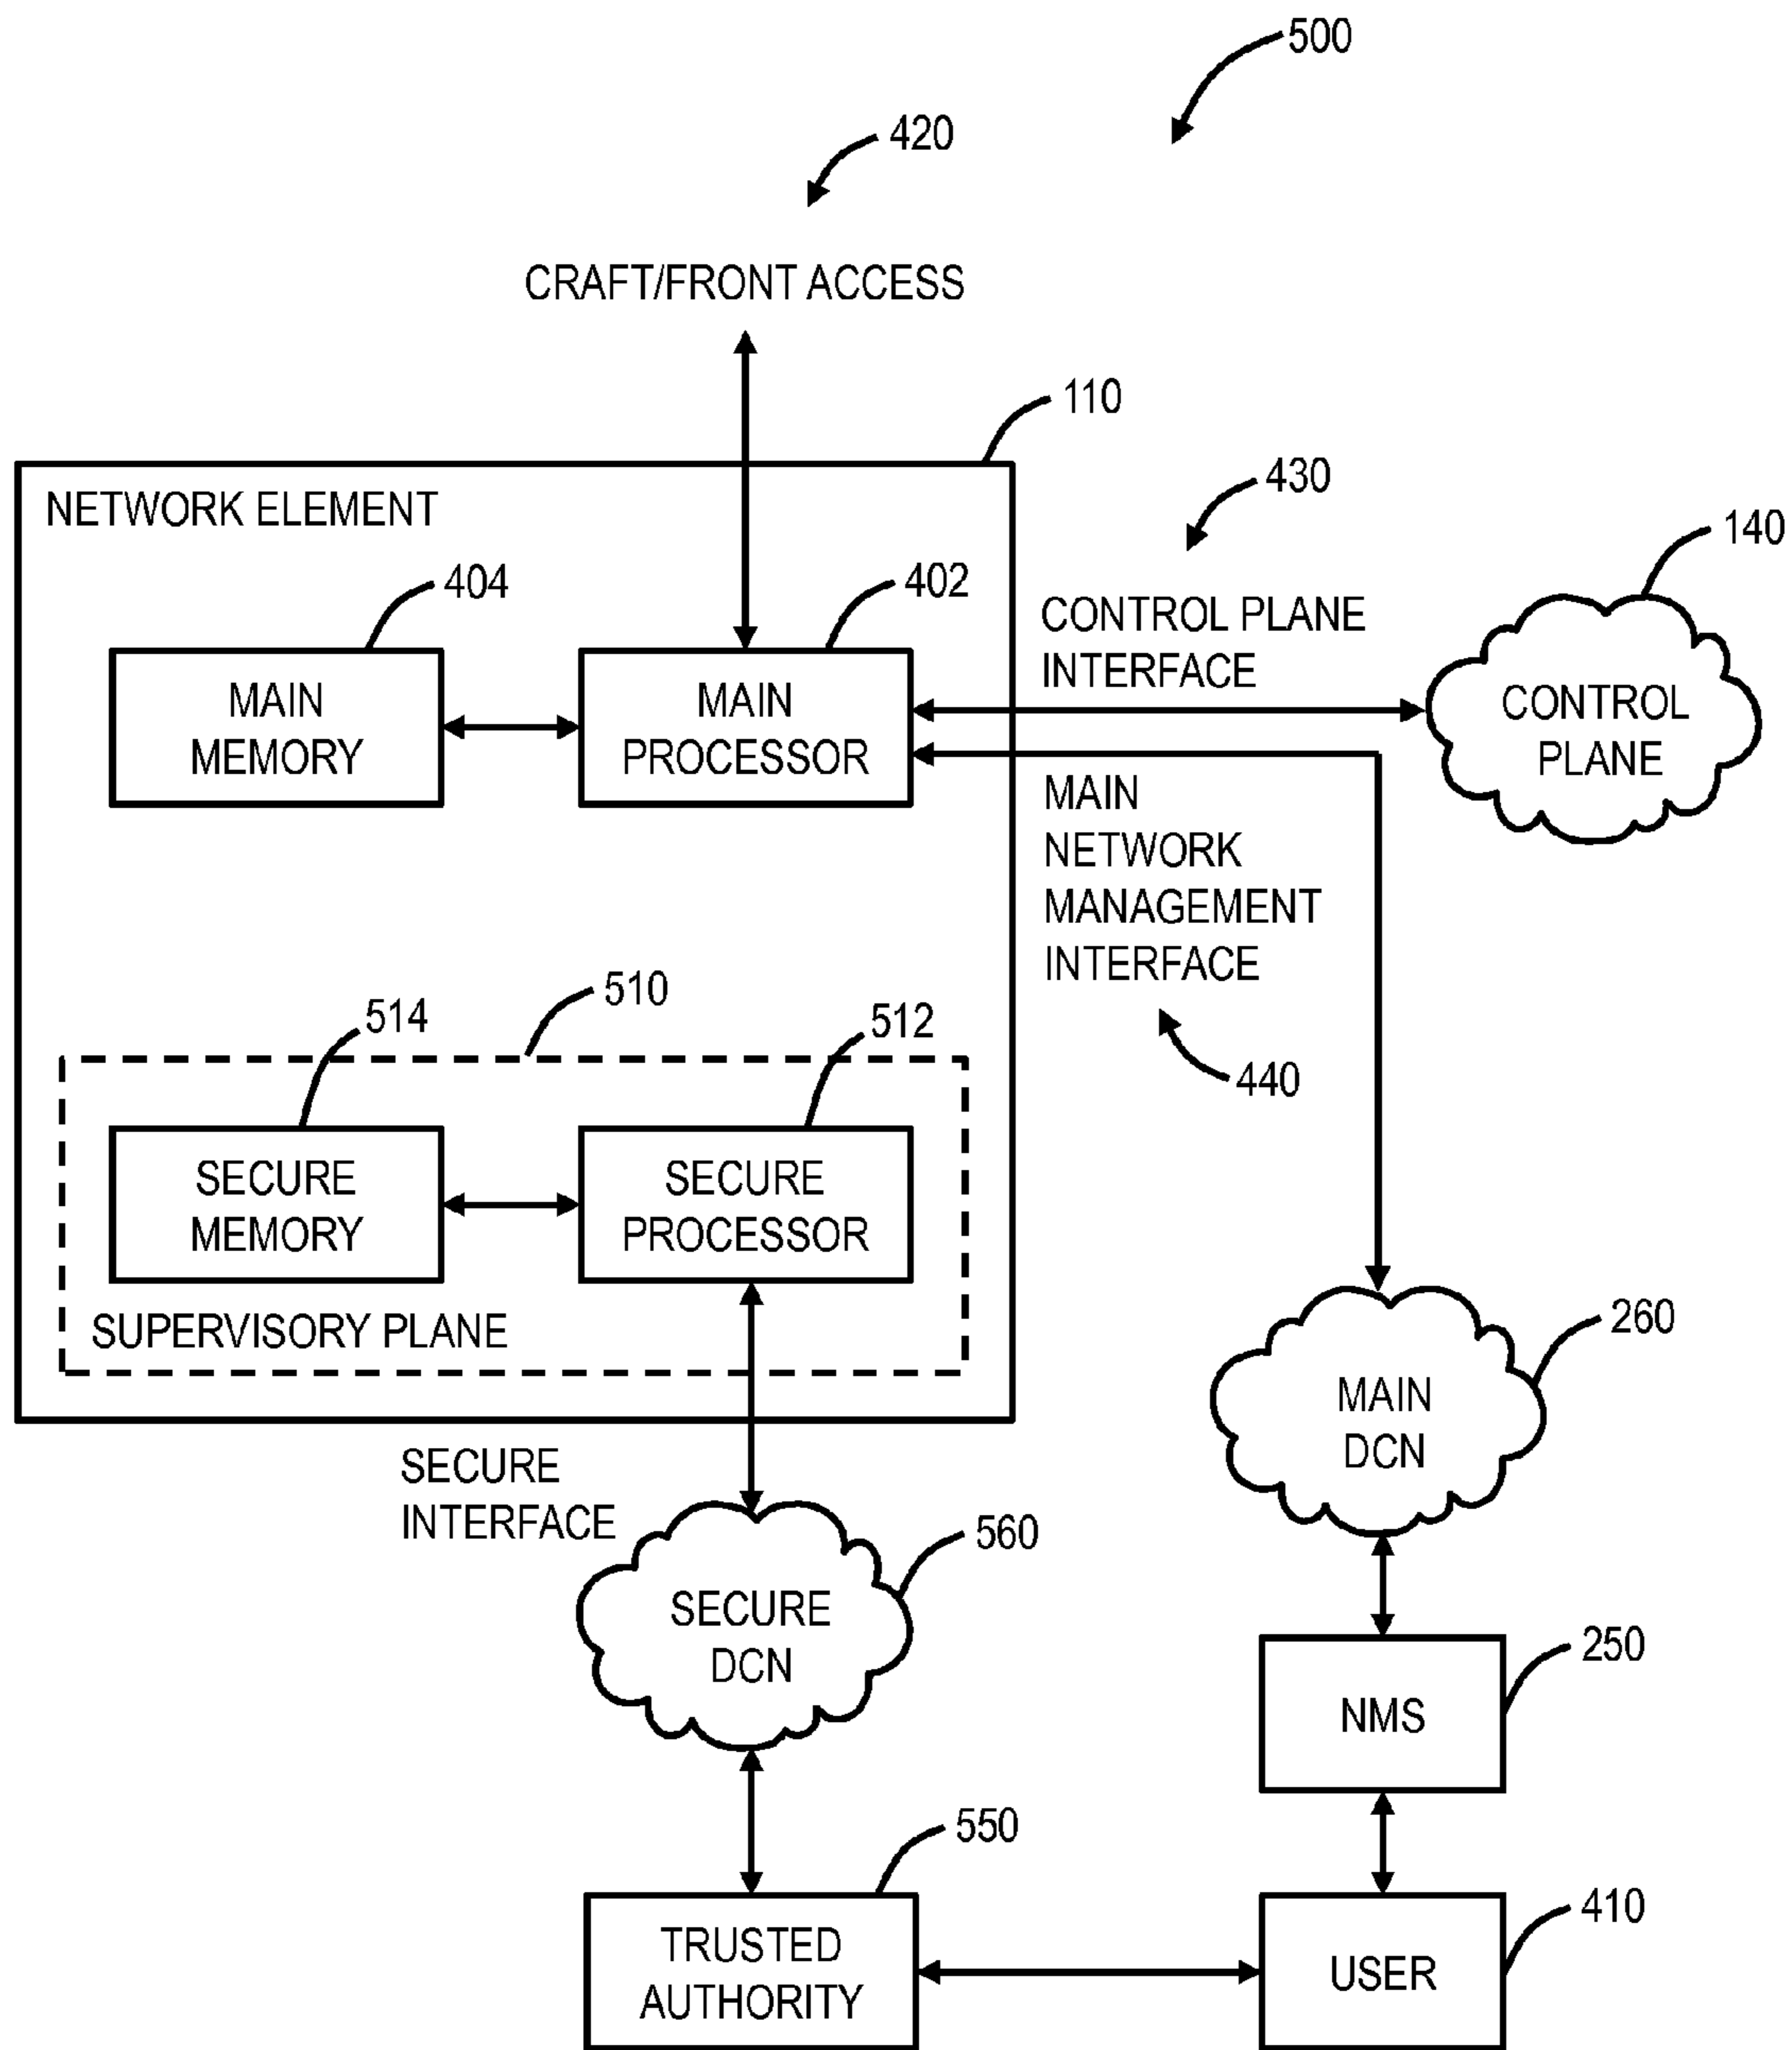 500
420
CRAFT/FRONT ACCESS
110
NETWORK ELEMENT
430
140
404
402
CONTROL PLANE
INTERFACE
MAIN
MEMORY
MAIN
PROCESSOR
CONTROL
PLANE
MAIN
NETWORK
MANAGEMENT
INTERFACE
440
510
514
512
SECURE
MEMORY
SECURE
PROCESSOR
SUPERVISORY PLANE
260
MAIN
DCN
SECURE
INTERFACE
560
SECURE
DCN
250
NMS
550
TRUSTED
AUTHORITY
410
USER